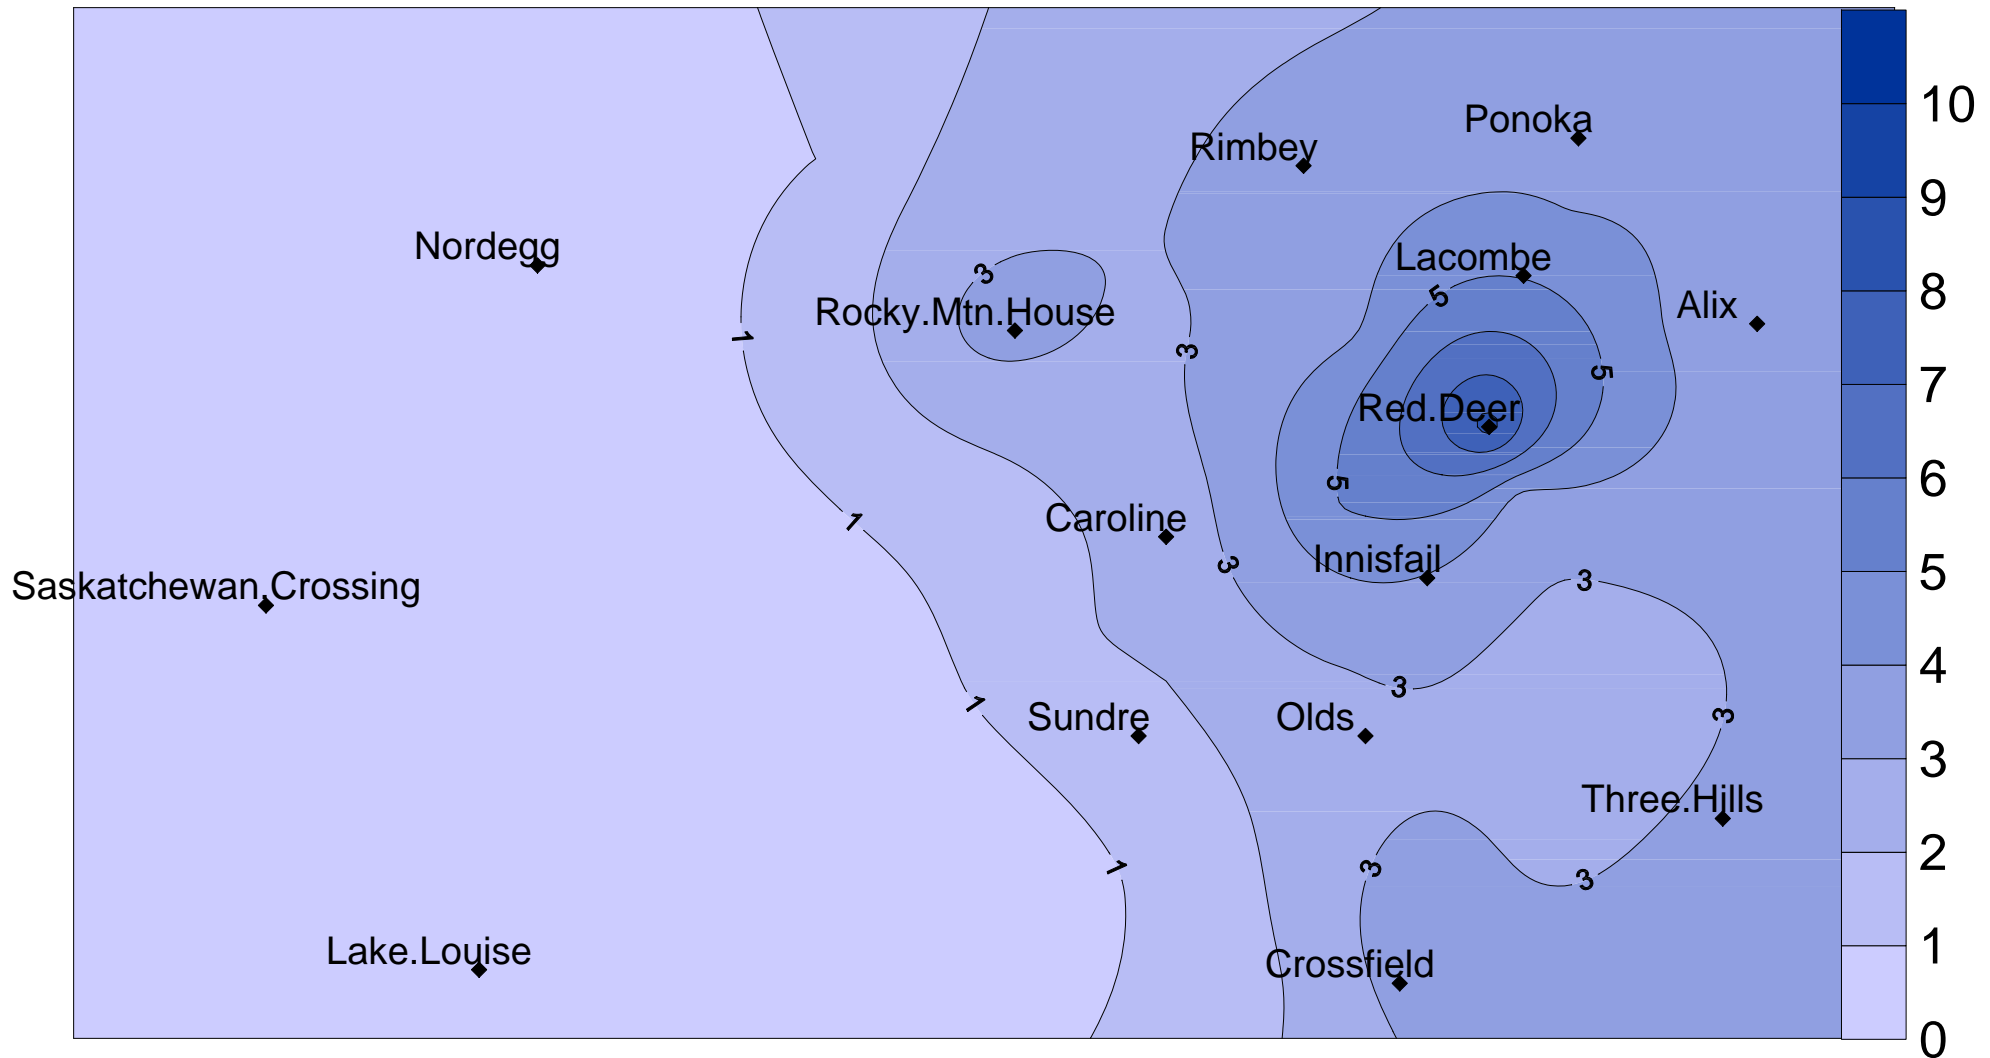 10
Ponoka
Rimbey
9
Nordegg
Lacombe
3
8
5
Alix
Rocky.Mtn.House
1
3
5
7
Red.Deer
6
5
Caroline
1
3
Innisfail
5
3
Saskatchewan.Crossing
4
3
1
Sundre
Olds
3
3
Three.Hills
2
1
3
3
1
Lake.Louise
Crossfield
0